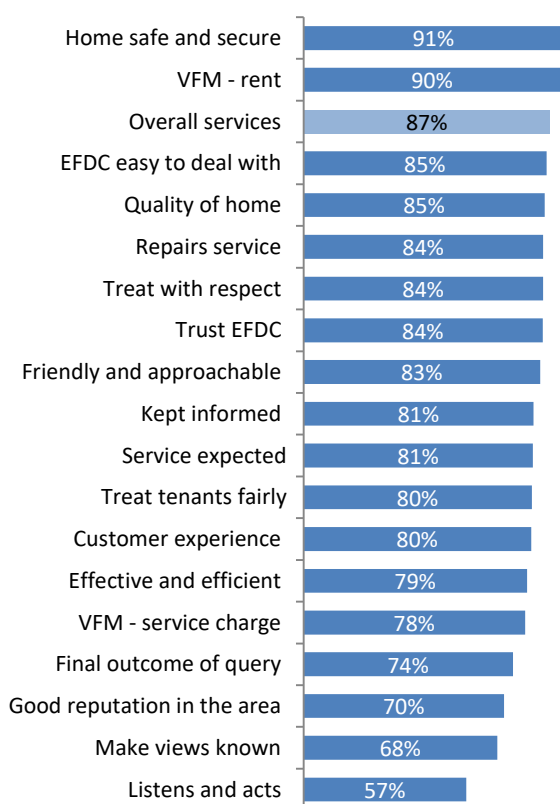 Home safe and secure 91%
VFM - rent 90%
Overall services 87%
EFDC easy to deal with 85%
Quality of home 85%
Repairs service 84%
Treat with respect 84%
Trust EFDC 84%
Friendly and approachable 83%
Kept informed 81%
Service expected 81%
Treat tenants fairly 80%
Customer experience 80%
Effective and efficient 79%
VFM - service charge 78%
Final outcome of query 74%
Good reputation in the area 70%
Make views known 68%
Listens and acts 57%